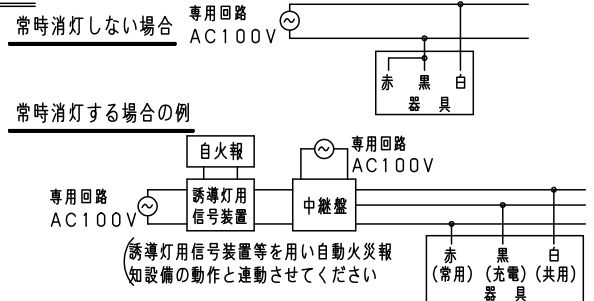 常時消灯しない場合
専用回路
AC100V
赤 黒 白
器具
常時消灯する場合の例
自火報
専用回路
AC100V
専用回路
AC100V
誘導灯用
信号装置
中継盤
誘導灯用信号装置等を用い自動火災報
知設備の動作と連動させてください
赤 黒 白
(常用) (充電) (共用)
器具